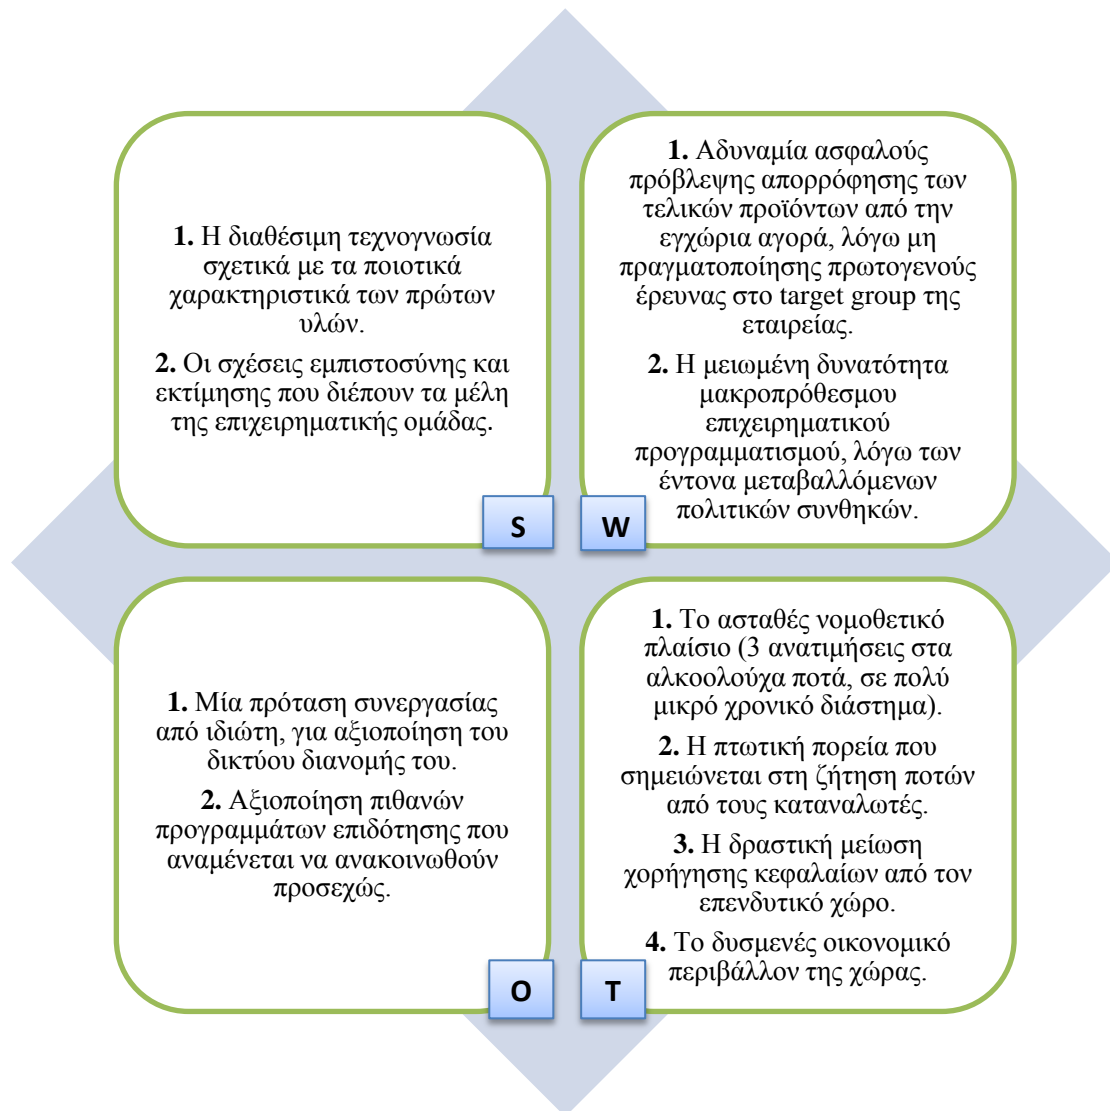 1. Η διαθέσιμη τεχνογνωσία
σχετικά με τα ποιοτικά
χαρακτηριστικά των πρώτων
υλών.
2. Οι σχέσεις εμπιστοσύνης και
εκτίμησης που διέπουν τα μέλη
της επιχειρηματικής ομάδας.
S
1. Αδυναμία ασφαλούς
πρόβλεψης απορρόφησης των
τελικών προϊόντων από την
εγχώρια αγορά, λόγω μη
πραγματοποίησης πρωτογενούς
έρευνας στο target group της
εταιρείας.
2. Η μειωμένη δυνατότητα
μακροπρόθεσμου
επιχειρηματικού
προγραμματισμού, λόγω των
έντονα μεταβαλλόμενων
πολιτικών συνθηκών.
W
1. Μία πρόταση συνεργασίας
από ιδιώτη, για αξιοποίηση του
δικτύου διανομής του.
2. Αξιοποίηση πιθανών
προγραμμάτων επιδότησης που
αναμένεται να ανακοινωθούν
προσεχώς.
O
1. Το ασταθές νομοθετικό
πλαίσιο (3 ανατιμήσεις στα
αλκοολούχα ποτά, σε πολύ
μικρό χρονικό διάστημα).
2. Η πτωτική πορεία που
σημειώνεται στη ζήτηση ποτών
από τους καταναλωτές.
3. Η δραστική μείωση
χορήγησης κεφαλαίων από τον
επενδυτικό χώρο.
4. Το δυσμενές οικονομικό
περιβάλλον της χώρας.
T